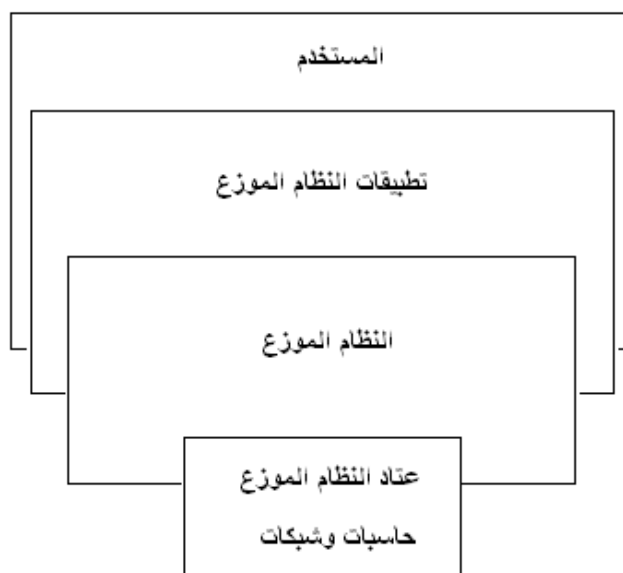 المستخدم
تطبيقات النظام الموزع
النظام الموزع
عتاد النظام الموزع
حاسبات وشبكات